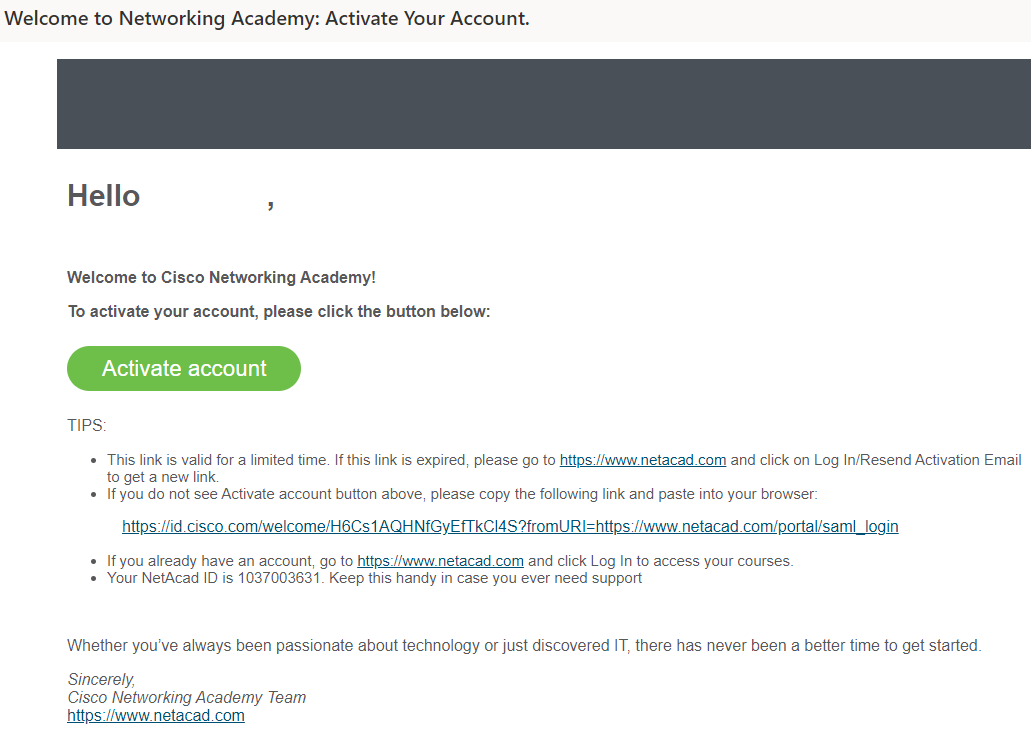 Welcome to Networking Academy: Activate Your Account.
Hello ,
Welcome to Cisco Networking Academy!
To activate your account, please click the button below:
Activate account
TIPS:
• This link is valid for a limited time. If this link is expired, please go to https://www.netacad.com and click on Log In/Resend Activation Email
to get a new link.
• If you do not see Activate account button above, please copy the following link and paste into your browser:
https://id.cisco.com/welcome/H6Cs1AQHNfGyEfTkCl4S?fromURI=https://www.netacad.com/portal/saml_login
• If you already have an account, go to https://www.netacad.com and click Log In to access your courses.
• Your NetAcad ID is 1037003631. Keep this handy in case you ever need support
Whether you’ve always been passionate about technology or just discovered IT, there has never been a better time to get started.
Sincerely,
Cisco Networking Academy Team
https://www.netacad.com